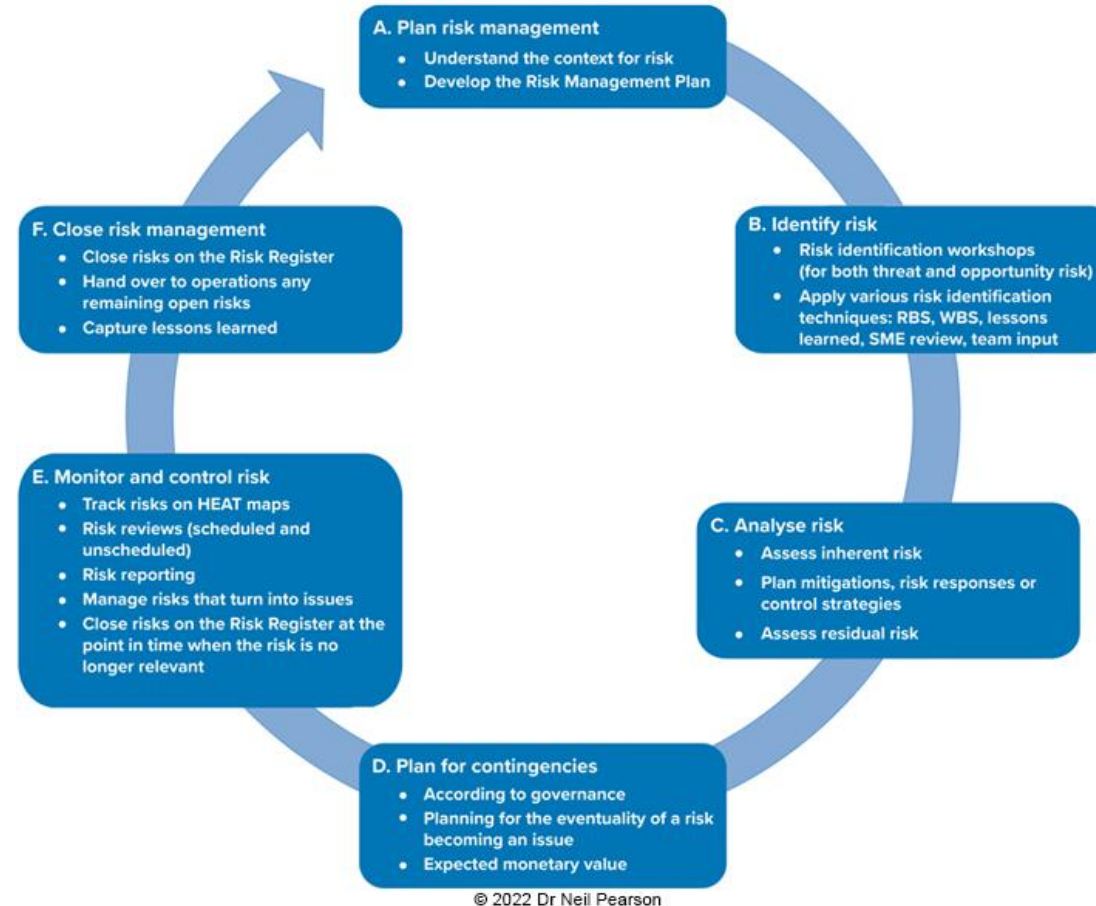 A. Plan risk management
• Understand the context for risk
• Develop the Risk Management Plan
B. Identify risk
• Risk identification workshops
(for both threat and opportunity risk)
• Apply various risk identification
techniques: RBS, WBS, lessons
learned, SME review, team input
C. Analyse risk
• Assess inherent risk
• Plan mitigations, risk responses or
control strategies
• Assess residual risk
D. Plan for contingencies
• According to governance
• Planning for the eventuality of a risk
becoming an issue
• Expected monetary value
E. Monitor and control risk
• Track risks on HEAT maps
• Risk reviews (scheduled and
unscheduled)
• Risk reporting
• Manage risks that turn into issues
• Close risks on the Risk Register at the
point in time when the risk is no
longer relevant
F. Close risk management
• Close risks on the Risk Register
• Hand over to operations any
remaining open risks
• Capture lessons learned
© 2022 Dr Neil Pearson